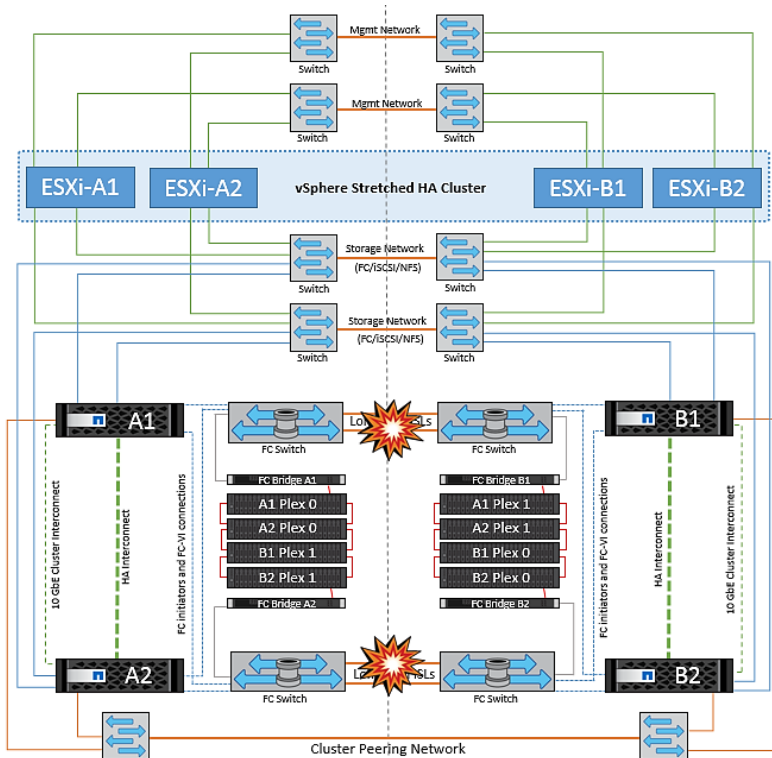 Mgmt Network
Switch
Switch
Mgmt Network
Switch
Switch
ESXi-A1
ESXi-A2
vSphere Stretched HA Cluster
ESXi-B1
ESXi-B2
Storage Network
(FC/iSCSI/NFS)
Switch
Switch
Storage Network
(FC/iSCSI/NFS)
Switch
Switch
A1
B1
FC Switch
FC Switch
FC Bridge A1
FC Bridge B1
A1 Plex 0
A1 Plex 1
A2 Plex 0
A2 Plex 1
B1 Plex 1
B1 Plex 0
B2 Plex 1
B2 Plex 0
FC Bridge A2
FC Bridge B2
10 GbE Cluster Interconnect
HA Interconnect
FC initiators and FC-VI connections
FC initiators and FC-VI connections
HA Interconnect
10 GbE Cluster Interconnect
A2
B2
FC Switch
FC Switch
Cluster Peering Network